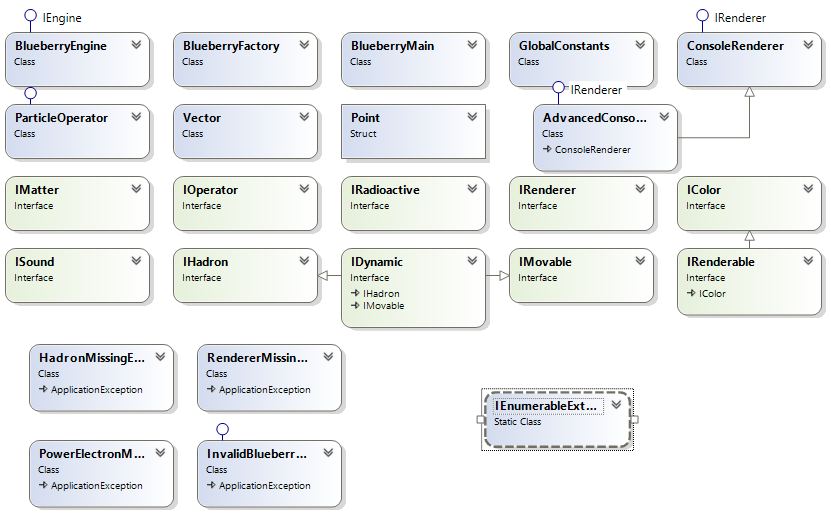 IEngine
IRenderer
BlueberryEngine
Class
BlueberryFactory
Class
BlueberryMain
Class
GlobalConstants
Class
ConsoleRenderer
Class
IRenderer
ParticleOperator
Class
Vector
Class
Point
Struct
AdvancedConso...
Class
ConsoleRenderer
IMatter
Interface
IOperator
Interface
IRadioactive
Interface
IRenderer
Interface
IColor
Interface
ISound
Interface
IHadron
Interface
IDynamic
Interface
IHadron
IMovable
IMovable
Interface
IRenderable
Interface
IColor
HadronMissingE...
Class
ApplicationException
RendererMissin...
Class
ApplicationException
IEnumerableExt...
Static Class
PowerElectronM...
Class
ApplicationException
InvalidBlueberr...
Class
ApplicationException